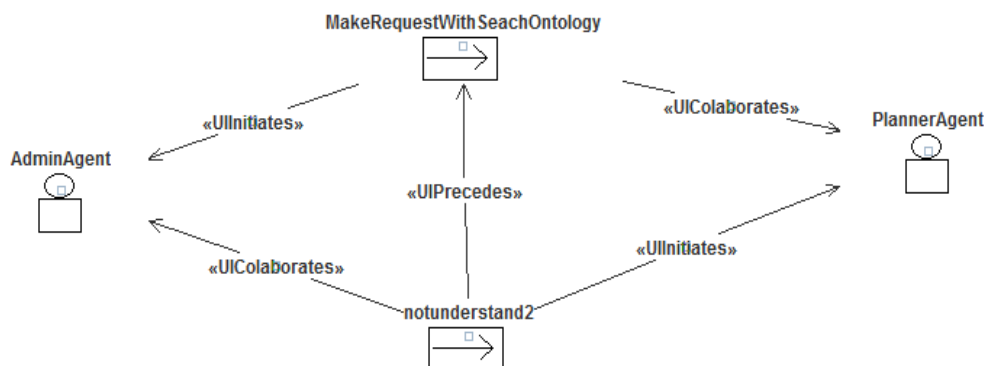 MakeRequestWithSeachOntology
«UIInitiates»
«UIColaborates»
AdminAgent
PlannerAgent
«UIPrecedes»
«UIColaborates»
«UIInitiates»
notunderstand2